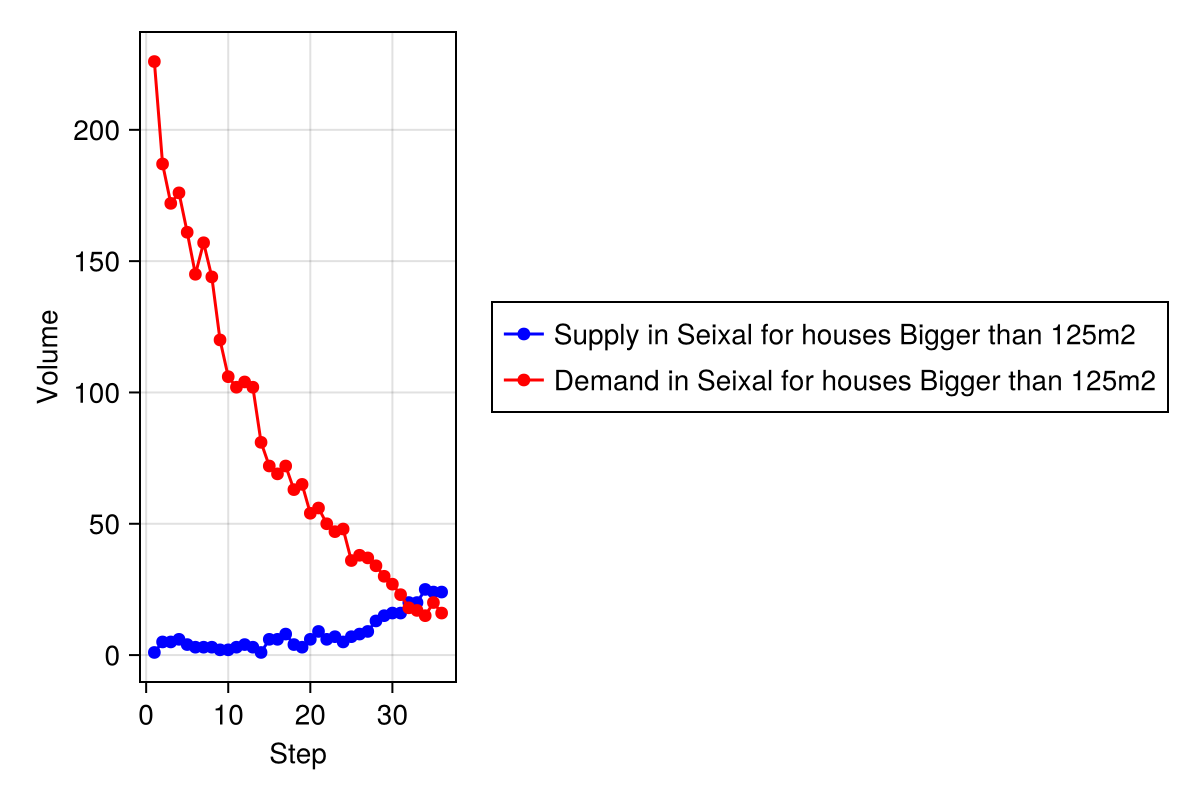 Volume
200
150
100
50
0
0 10 20 30
Step
Supply in Seixal for houses Bigger than 125m2
Demand in Seixal for houses Bigger than 125m2